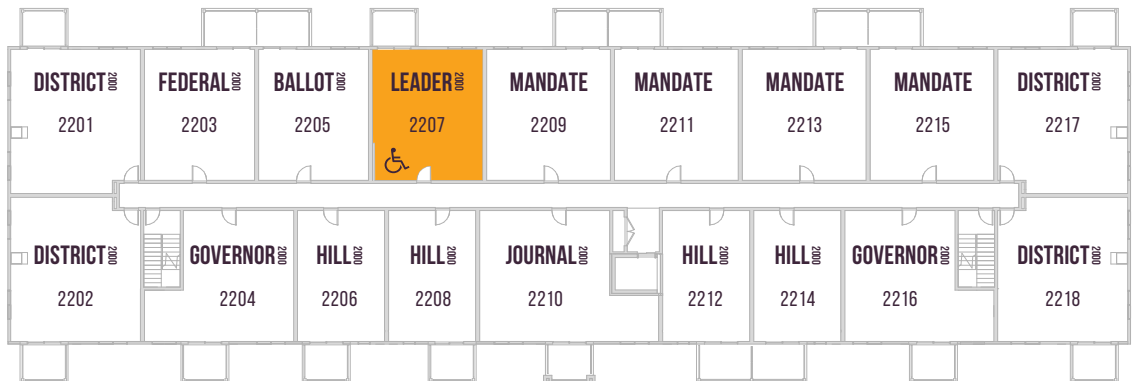 DISTRICT 2000
2201
FEDERAL 2000
2203
BALLOT 2000
2205
LEADER 2000
2207
MANDATE
2209
MANDATE
2211
MANDATE
2213
MANDATE
2215
DISTRICT 2000
2217
DISTRICT 2000
2202
GOVERNOR 2000
2204
HILL 2000
2206
HILL 2000
2208
JOURNAL 2000
2210
HILL 2000
2212
HILL 2000
2214
GOVERNOR 2000
2216
DISTRICT 2000
2218